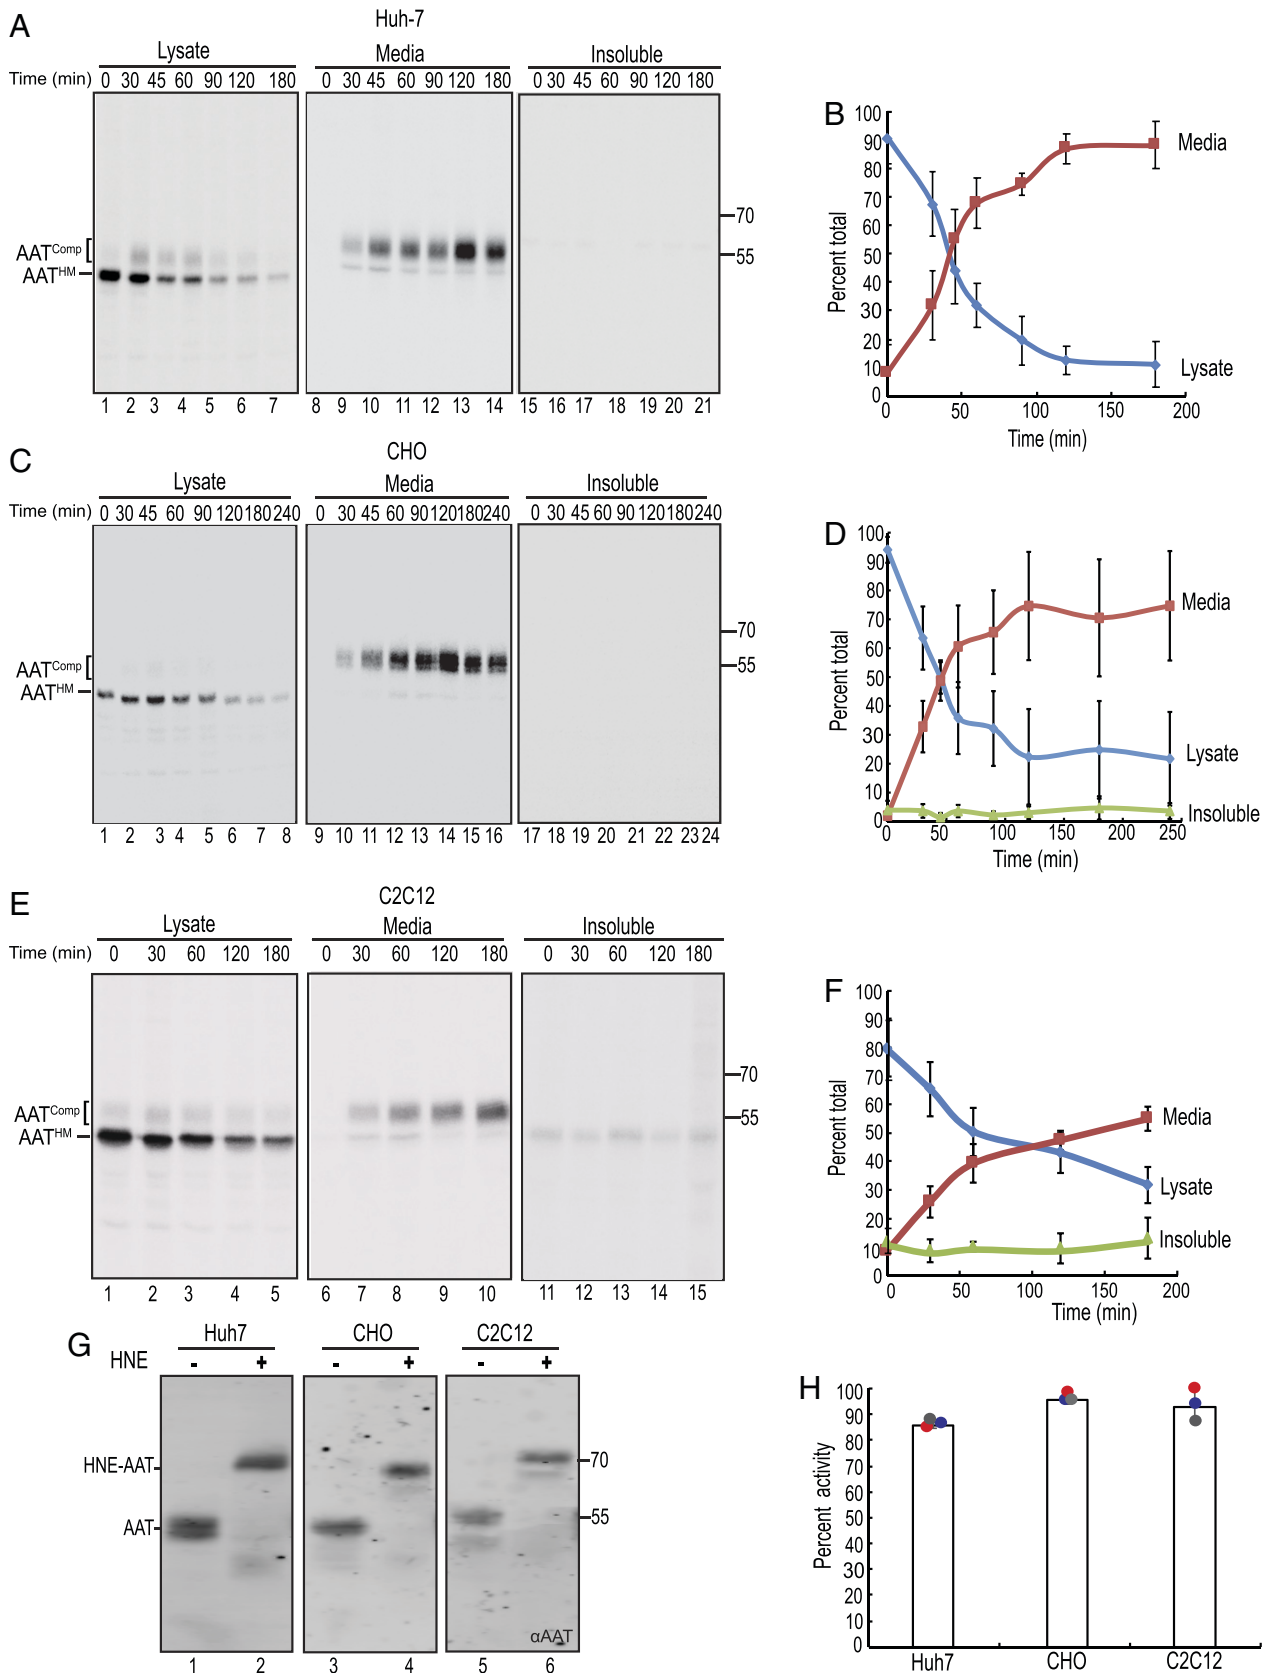 A
Huh-7
Lysate
Media
Insoluble
Time (min) 0 30 45 60 90 120 180
0 30 45 60 90 120 180
0 30 45 60 90 120 180
AATComp
AATHM
70
55
1 2 3 4 5 6 7
8 9 10 11 12 13 14
15 16 17 18 19 20 21
B
Percent total
100
90
80
70
60
50
40
30
20
10
0
0 50 100 150 200
Time (min)
Media
Lysate
C
CHO
Lysate
Media
Insoluble
Time (min) 0 30 45 60 90 120 180 240
0 30 45 60 90 120 180 240
0 30 45 60 90 120 180 240
AATComp
AATHM
70
55
1 2 3 4 5 6 7 8
9 10 11 12 13 14 15 16
17 18 19 20 21 22 23 24
D
Percent total
100
90
80
70
60
50
40
30
20
10
0
0 50 100 150 200 250
Time (min)
Media
Lysate
Insoluble
E
C2C12
Lysate
Media
Insoluble
Time (min) 0 30 60 120 180
0 30 60 120 180
0 30 60 120 180
AATComp
AATHM
70
55
1 2 3 4 5
6 7 8 9 10
11 12 13 14 15
F
Percent total
100
90
80
70
60
50
40
30
20
10
0
0 50 100 150 200
Time (min)
Media
Lysate
Insoluble
G
Huh7
CHO
C2C12
HNE - + - + - +
HNE-AAT
AAT
70
55
αAAT
1 2 3 4 5 6
H
Percent activity
100
90
80
70
60
50
40
30
20
10
0
Huh7 CHO C2C12